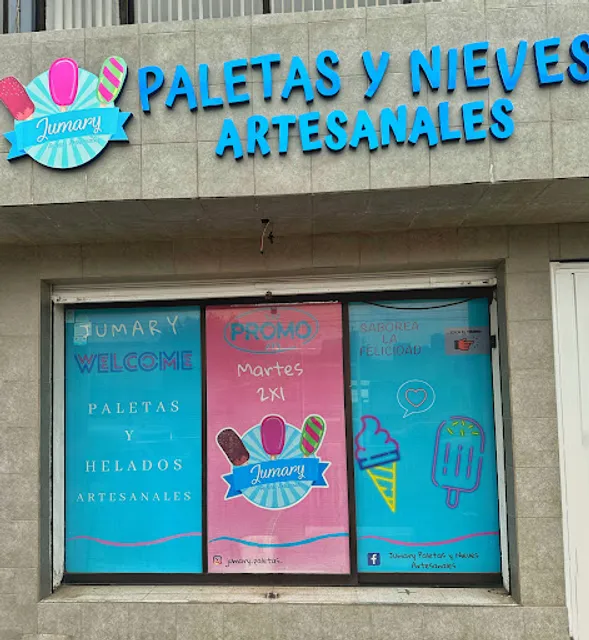 PALETAS Y NIEVES
ARTESANALES
Jumary
JUMARY
WELCOME
PALETAS
Y
HELADOS
ARTESANALES
PROMO
Martes
2X1
Jumary
jumary.paletas
SABOREA
LA
FELICIDAD
Jumary Paletas y Nieves
Artesanales